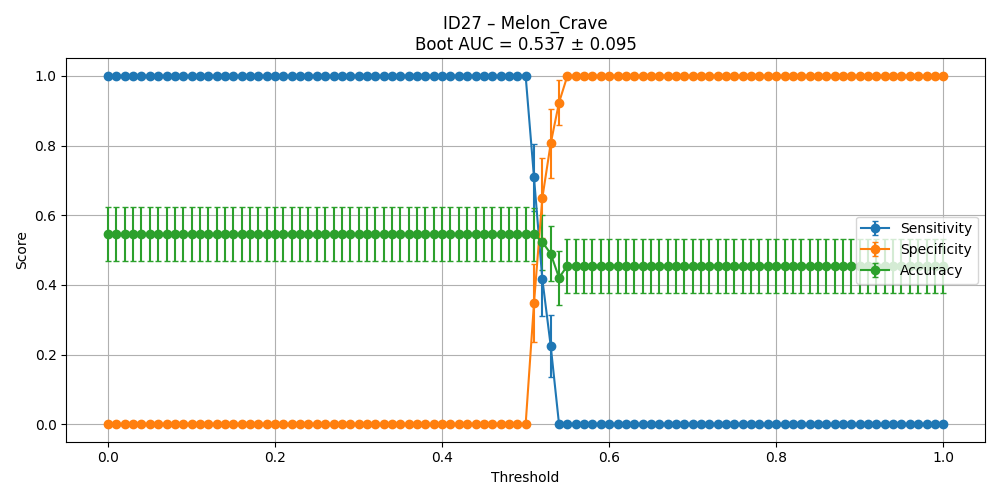 ID27 – Melon_Crave
Boot AUC = 0.537 ± 0.095
Score
1.0
0.8
0.6
0.4
0.2
0.0
Sensitivity
Specificity
Accuracy
0.0 0.2 0.4 0.6 0.8 1.0
Threshold